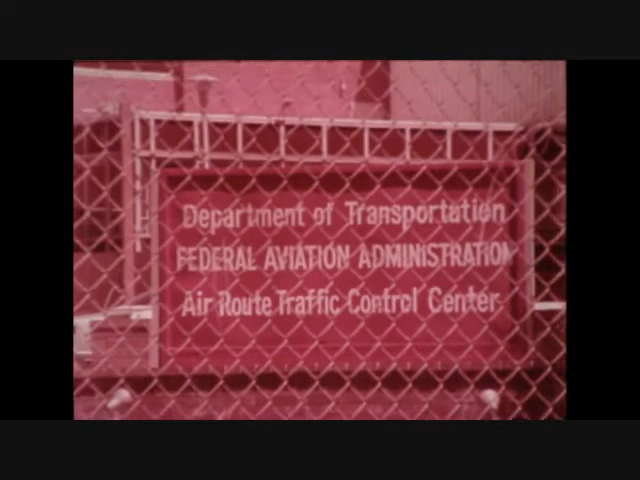 Department of Transportation
FEDERAL AVIATION ADMINISTRATION
Air Route Traffic Control Center